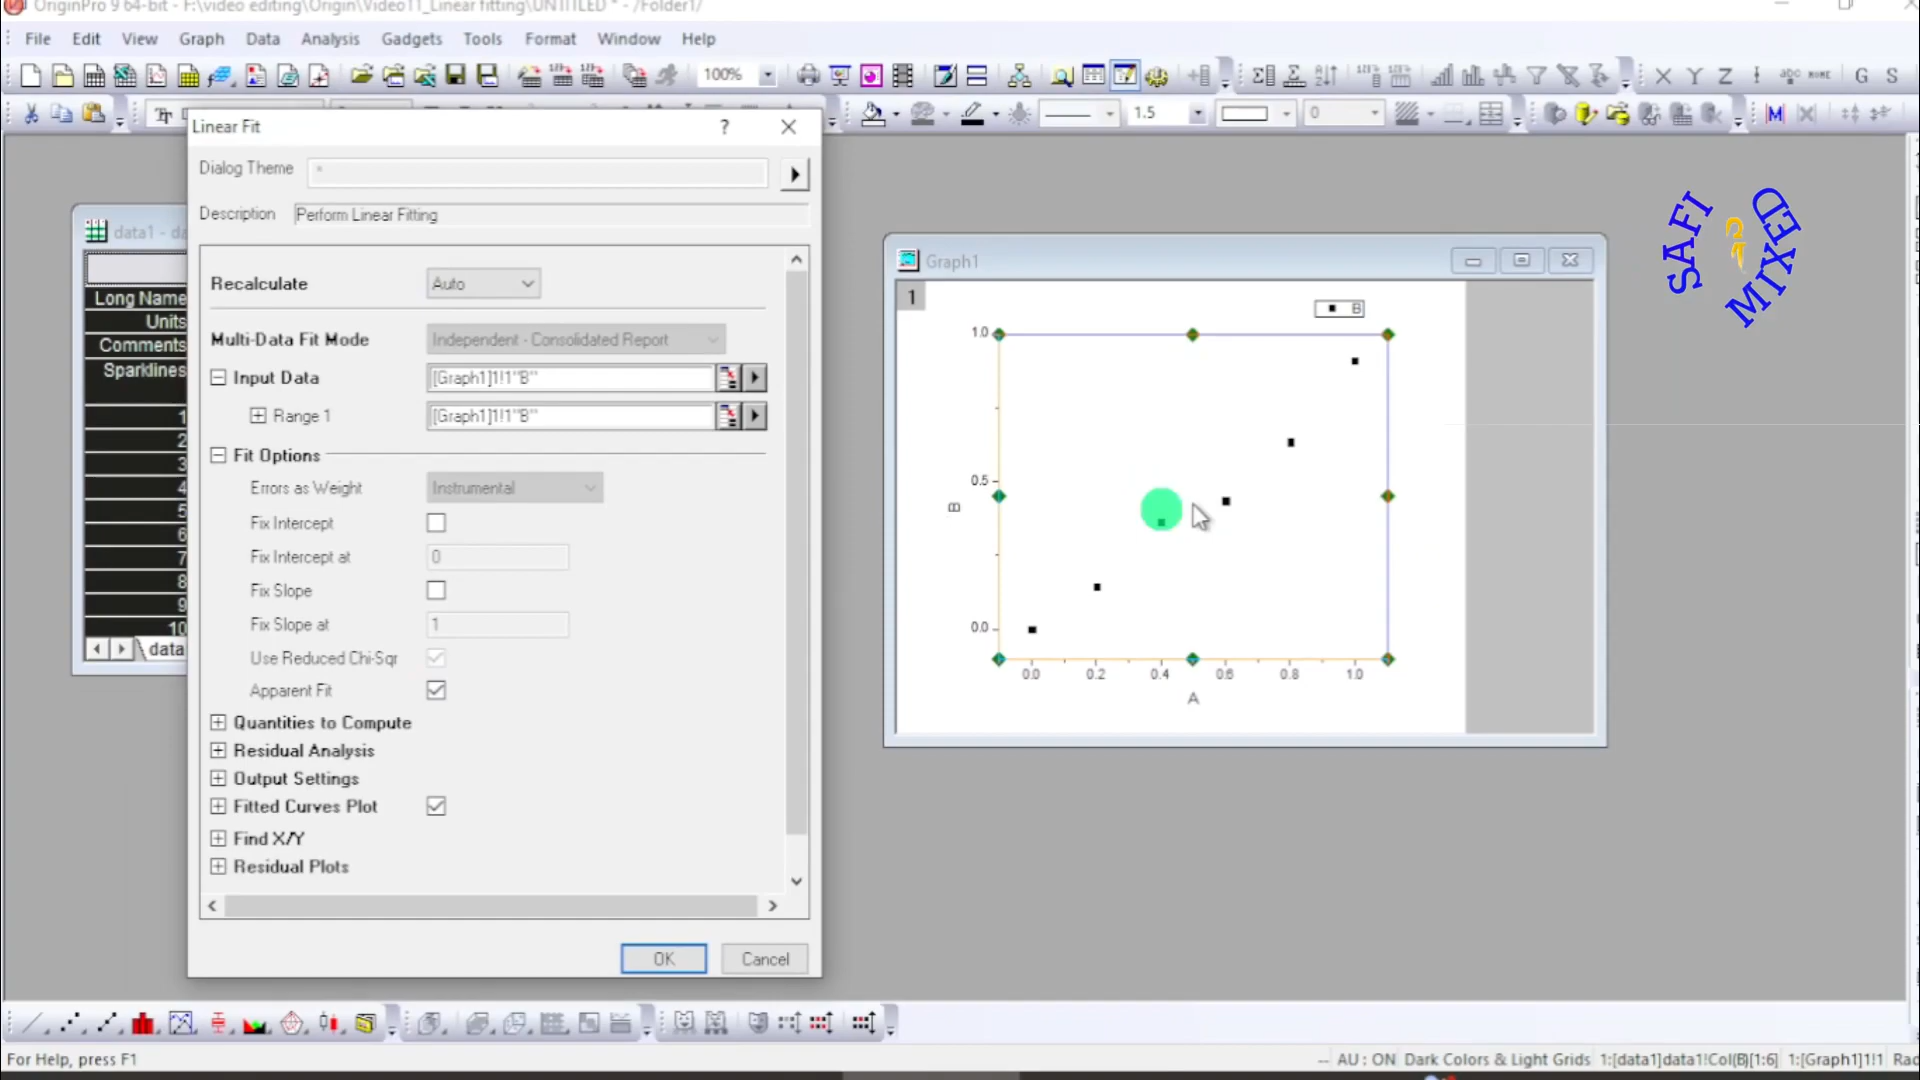 OriginPro 9 64-bit - F:\video editing\Origin\Video11_Linear fitting\UNTITLED * - /Folder1/
File Edit View Graph Data Analysis Gadgets Tools Format Window Help
100%
X Y Z
G S
1.5
0
Linear Fit
?
Dialog Theme
*
Description
Perform Linear Fitting
Recalculate
Auto
Multi-Data Fit Mode
Independent - Consolidated Report
Input Data
[Graph1]1!1"B"
Range 1
[Graph1]1!1"B"
Fit Options
Errors as Weight
Instrumental
Fix Intercept
Fix Intercept at
0
Fix Slope
Fix Slope at
1
Use Reduced Chi-Sqr
Apparent Fit
Quantities to Compute
Residual Analysis
Output Settings
Fitted Curves Plot
Find X/Y
Residual Plots
OK
Cancel
data1 - da
Long Name
Units
Comments
Sparklines
1
2
3
4
5
6
7
8
9
10
data
Graph1
1
B
1.0
0.5
0.0
B
0.0 0.2 0.4 0.6 0.8 1.0
A
SAFI
MIXED
For Help, press F1
-- AU : ON Dark Colors & Light Grids 1:[data1]data1!Col(B)[1:6] 1:[Graph1]1!1 Rad